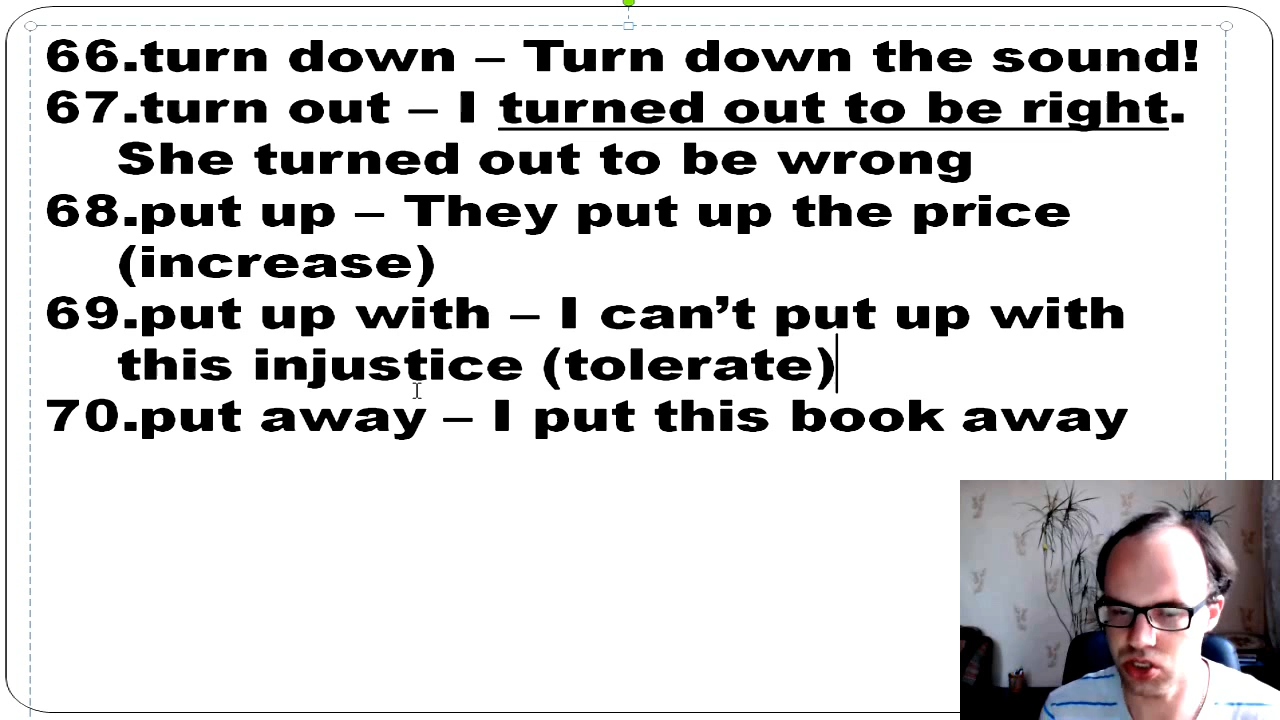 66.turn down – Turn down the sound!
67.turn out – I turned out to be right.
She turned out to be wrong
68.put up – They put up the price
(increase)
69.put up with – I can’t put up with
this injustice (tolerate)
70.put away – I put this book away